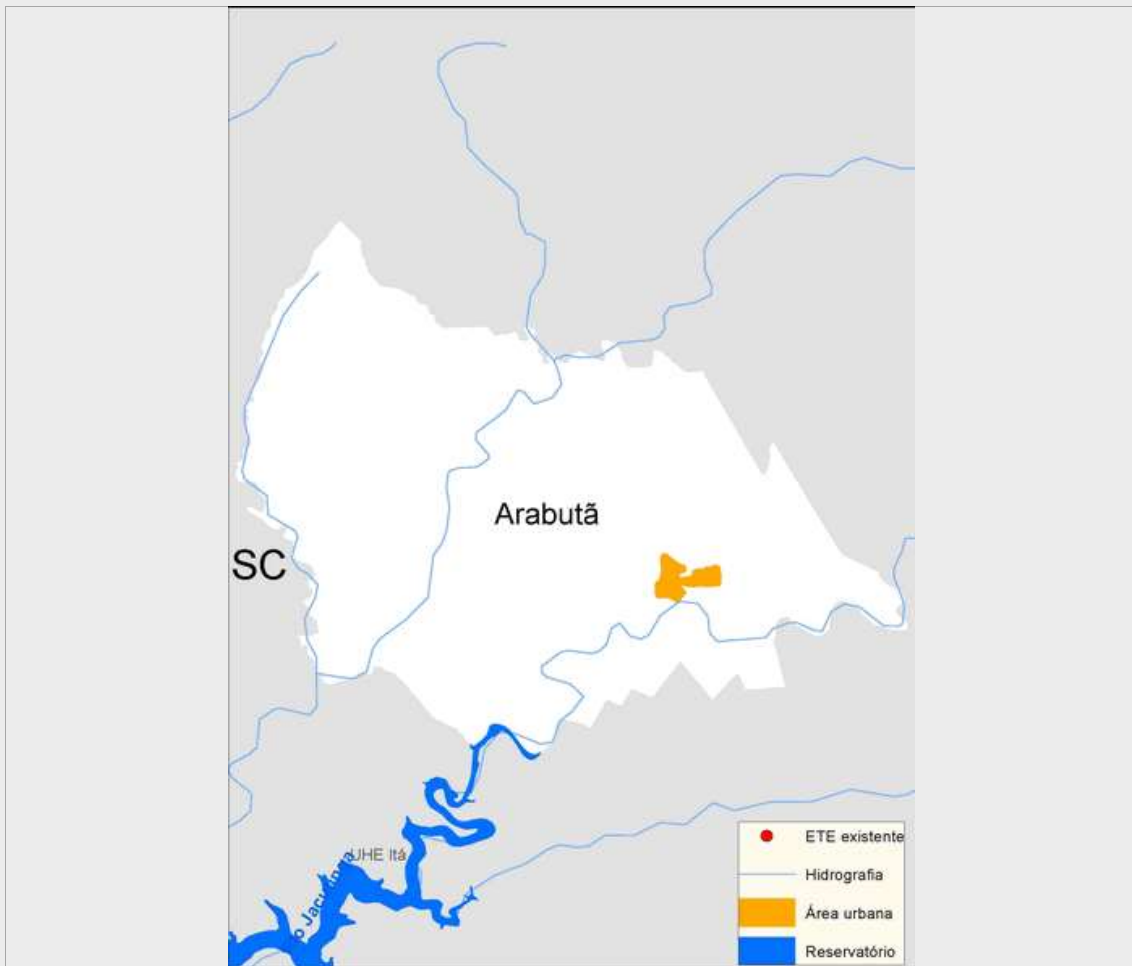 Arabutã
SC
UHE Itá
ETE existente
Hidrografia
Área urbana
Reservatório